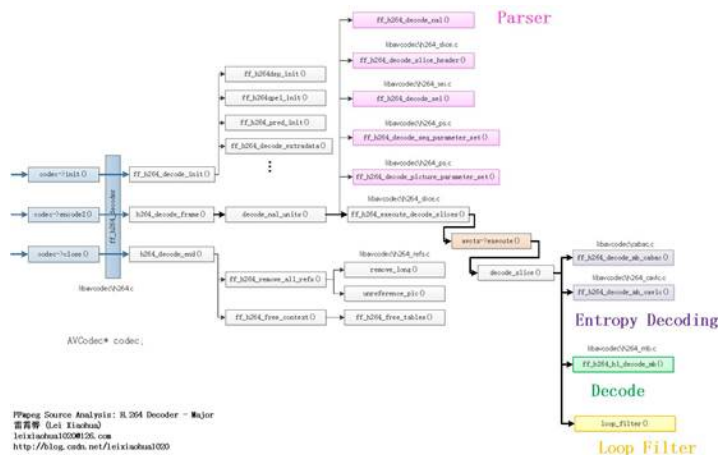 ff_h264_decode_nal()
Parser
libavcodec\h264_slice.c
ff_h264_decode_slice_header()
libavcodec\h264_sei.c
ff_h264_decode_sei()
libavcodec\h264_ps.c
ff_h264_decode_seq_parameter_set()
libavcodec\h264_ps.c
ff_h264_decode_picture_parameter_set()
ff_h264dsp_init()
ff_h264qpel_init()
ff_h264_pred_init()
ff_h264_decode_extradata()
codec->init()
ff_h264_Decoder
ff_h264_decode_init()
libavcodec\h264_slice.c
codec->encode2()
h264_decode_frame()
decode_nal_units()
ff_h264_execute_decode_slices()
avctx->execute()
codec->close()
h264_decode_end()
libavcodec\h264.c
libavcodec\h264_refs.c
ff_h264_remove_all_refs()
remove_long()
unreference_pic()
ff_h264_free_context()
ff_h264_free_tables()
decode_slice()
libavcodec\cabac.c
ff_h264_decode_mb_cabac()
libavcodec\h264_cavlc.c
ff_h264_decode_mb_cavlc()
Entropy Decoding
AVCodec* codec,
libavcodec\h264_mb.c
ff_h264_hl_decode_mb()
Decode
loop_filter()
Loop Filter
FFmpeg Source Analysis: H.264 Decoder - Major
雷霄骅 (Lei Xiaohua)
leixiaohua1020@126.com
http://blog.csdn.net/leixiaohua1020